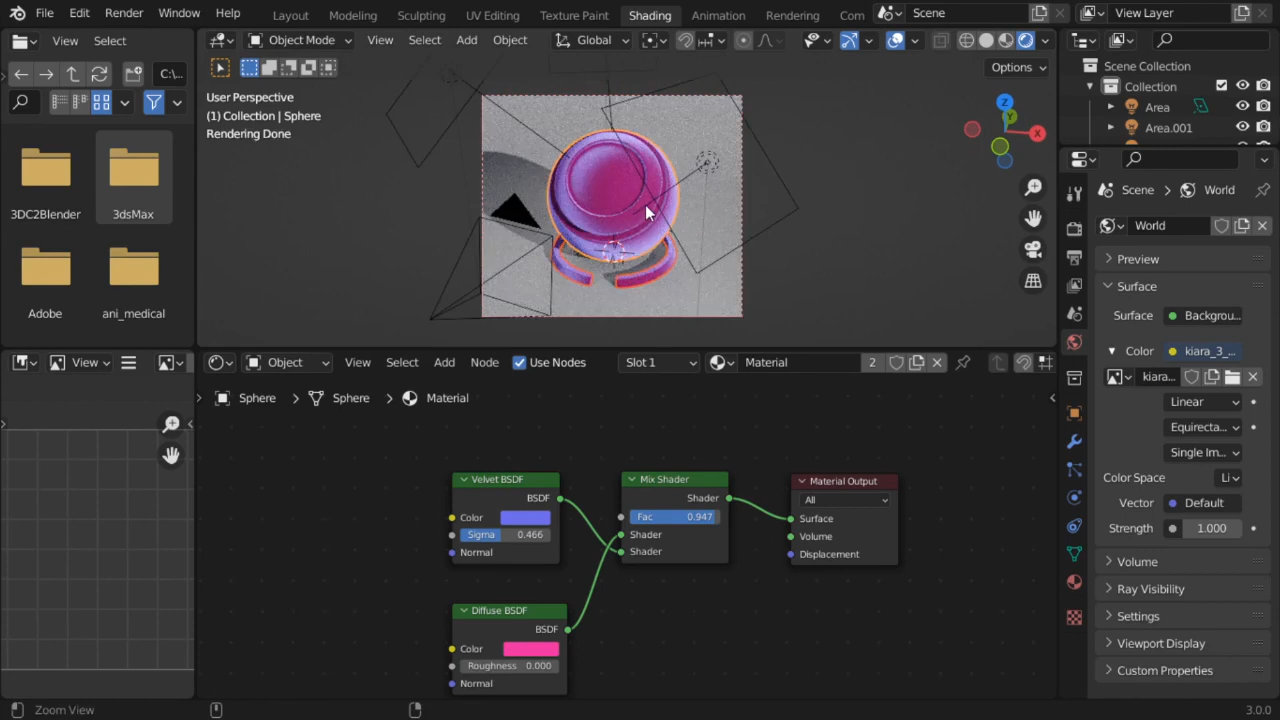 File Edit Render Window Help Layout Modeling Sculpting UV Editing Texture Paint Shading Animation Rendering Com Scene View Layer
View Select
Object Mode View Select Add Object Global
C:\..
Options
User Perspective
(1) Collection | Sphere
Rendering Done
Z
Y
X
3DC2Blender 3dsMax
Adobe ani_medical
Scene Collection
Collection
Area
Area.001
Scene World
World
Preview
Surface
Surface Backgrou...
Color kiara_3_...
kiara...
Linear
Equirecta...
Single Im...
Color Space Li
Vector Default
Strength 1.000
Volume
Ray Visibility
Settings
Viewport Display
Custom Properties
View
Object View Select Add Node Use Nodes Slot 1 Material 2
Sphere Sphere Material
Velvet BSDF
BSDF
Color
Sigma 0.466
Normal
Mix Shader
Shader
Fac 0.947
Shader
Shader
Material Output
All
Surface
Volume
Displacement
Diffuse BSDF
BSDF
Color
Roughness 0.000
Normal
Zoom View
3.0.0